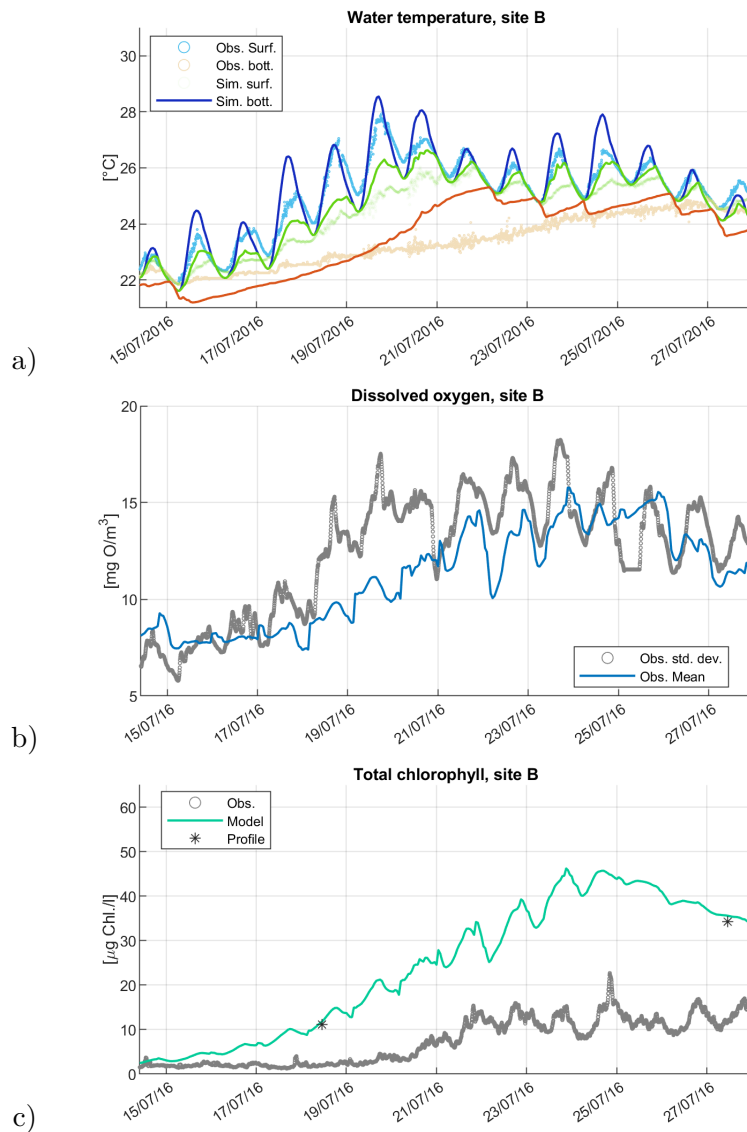 Water temperature, site B
30
28
26
24
22
[°C]
Obs. Surf.
Obs. bott.
Sim. surf.
Sim. bott.
15/07/2016
17/07/2016
19/07/2016
21/07/2016
23/07/2016
25/07/2016
27/07/2016
a)
Dissolved oxygen, site B
20
15
10
5
[mg O/m³]
Obs. std. dev.
Obs. Mean
15/07/16
17/07/16
19/07/16
21/07/16
23/07/16
25/07/16
27/07/16
b)
Total chlorophyll, site B
60
50
40
30
20
10
0
[µg Chl./l]
Obs.
Model
Profile
15/07/16
17/07/16
19/07/16
21/07/16
23/07/16
25/07/16
27/07/16
c)